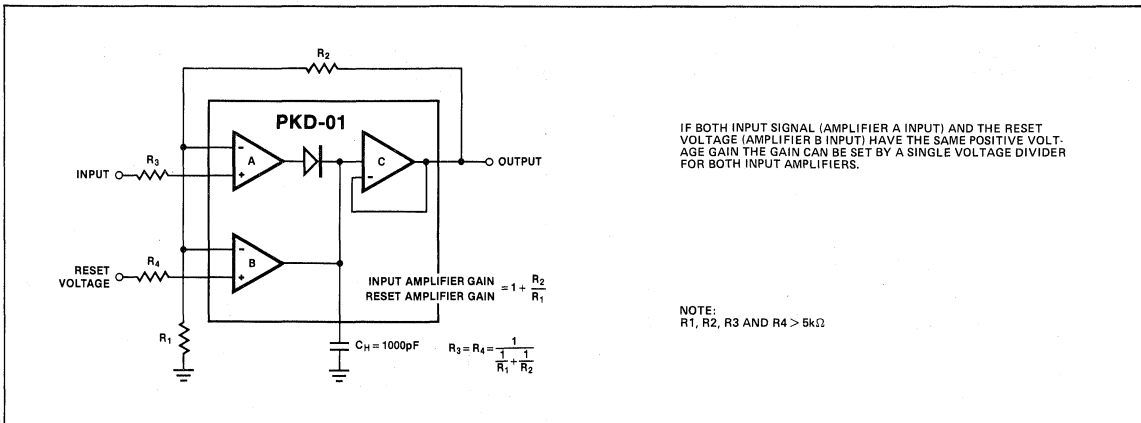 R2
PKD-01
A
C
OUTPUT
R3
INPUT
-
+
-
B
R4
RESET
VOLTAGE
-
+
INPUT AMPLIFIER GAIN
RESET AMPLIFIER GAIN = 1 + R2/R1
R1
CH = 1000pF
R3 = R4 = 1/(1/R1 + 1/R2)
IF BOTH INPUT SIGNAL (AMPLIFIER A INPUT) AND THE RESET
VOLTAGE (AMPLIFIER B INPUT) HAVE THE SAME POSITIVE VOLT-
AGE GAIN THE GAIN CAN BE SET BY A SINGLE VOLTAGE DIVIDER
FOR BOTH INPUT AMPLIFIERS.
NOTE:
R1, R2, R3 AND R4 > 5kΩ